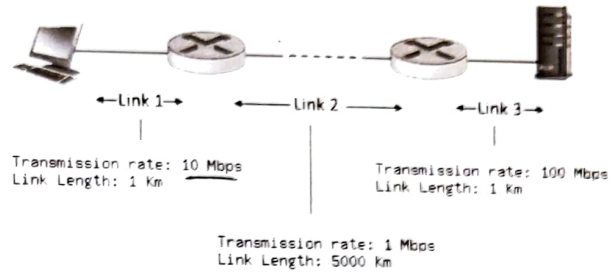 Link 1
Link 2
Link 3
Transmission rate: 10 Mbps
Link Length: 1 Km
Transmission rate: 100 Mbps
Link Length: 1 Km
Transmission rate: 1 Mbps
Link Length: 5000 Km